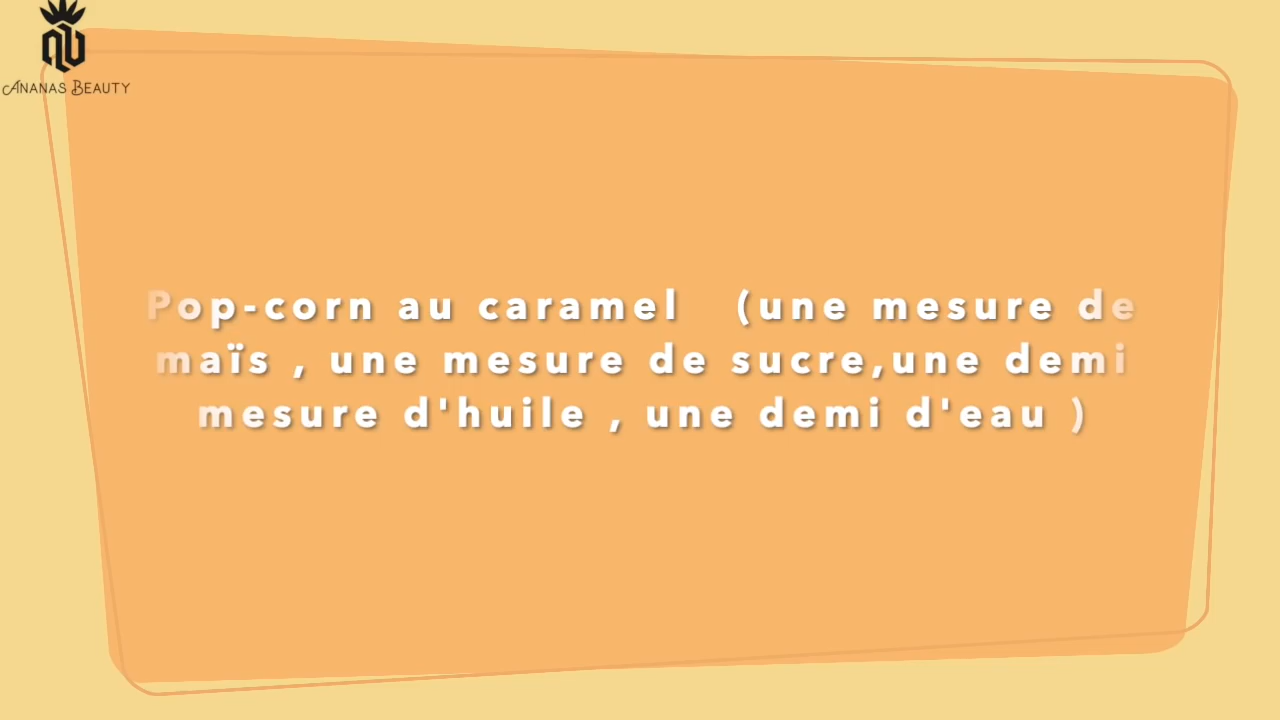 ANANAS BEAUTY
Pop-corn au caramel (une mesure de
maïs , une mesure de sucre,une demi
mesure d'huile , une demi d'eau )